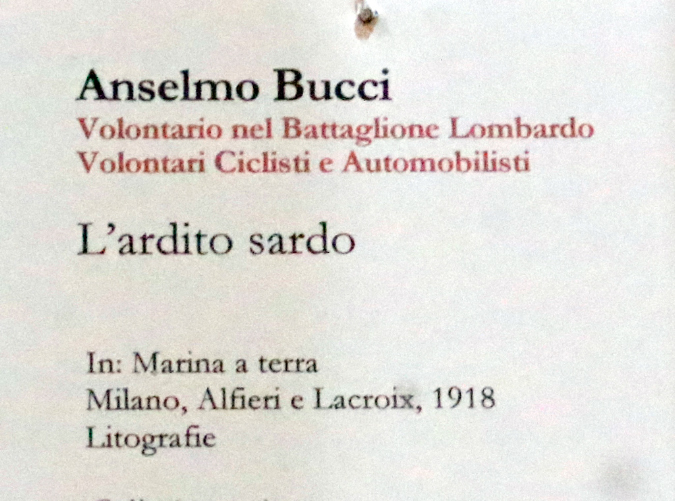 Anselmo Bucci
Volontario nel Battaglione Lombardo
Volontari Ciclisti e Automobilisti
L'ardito sardo
In: Marina a terra
Milano, Alfieri e Lacroix, 1918
Litografie